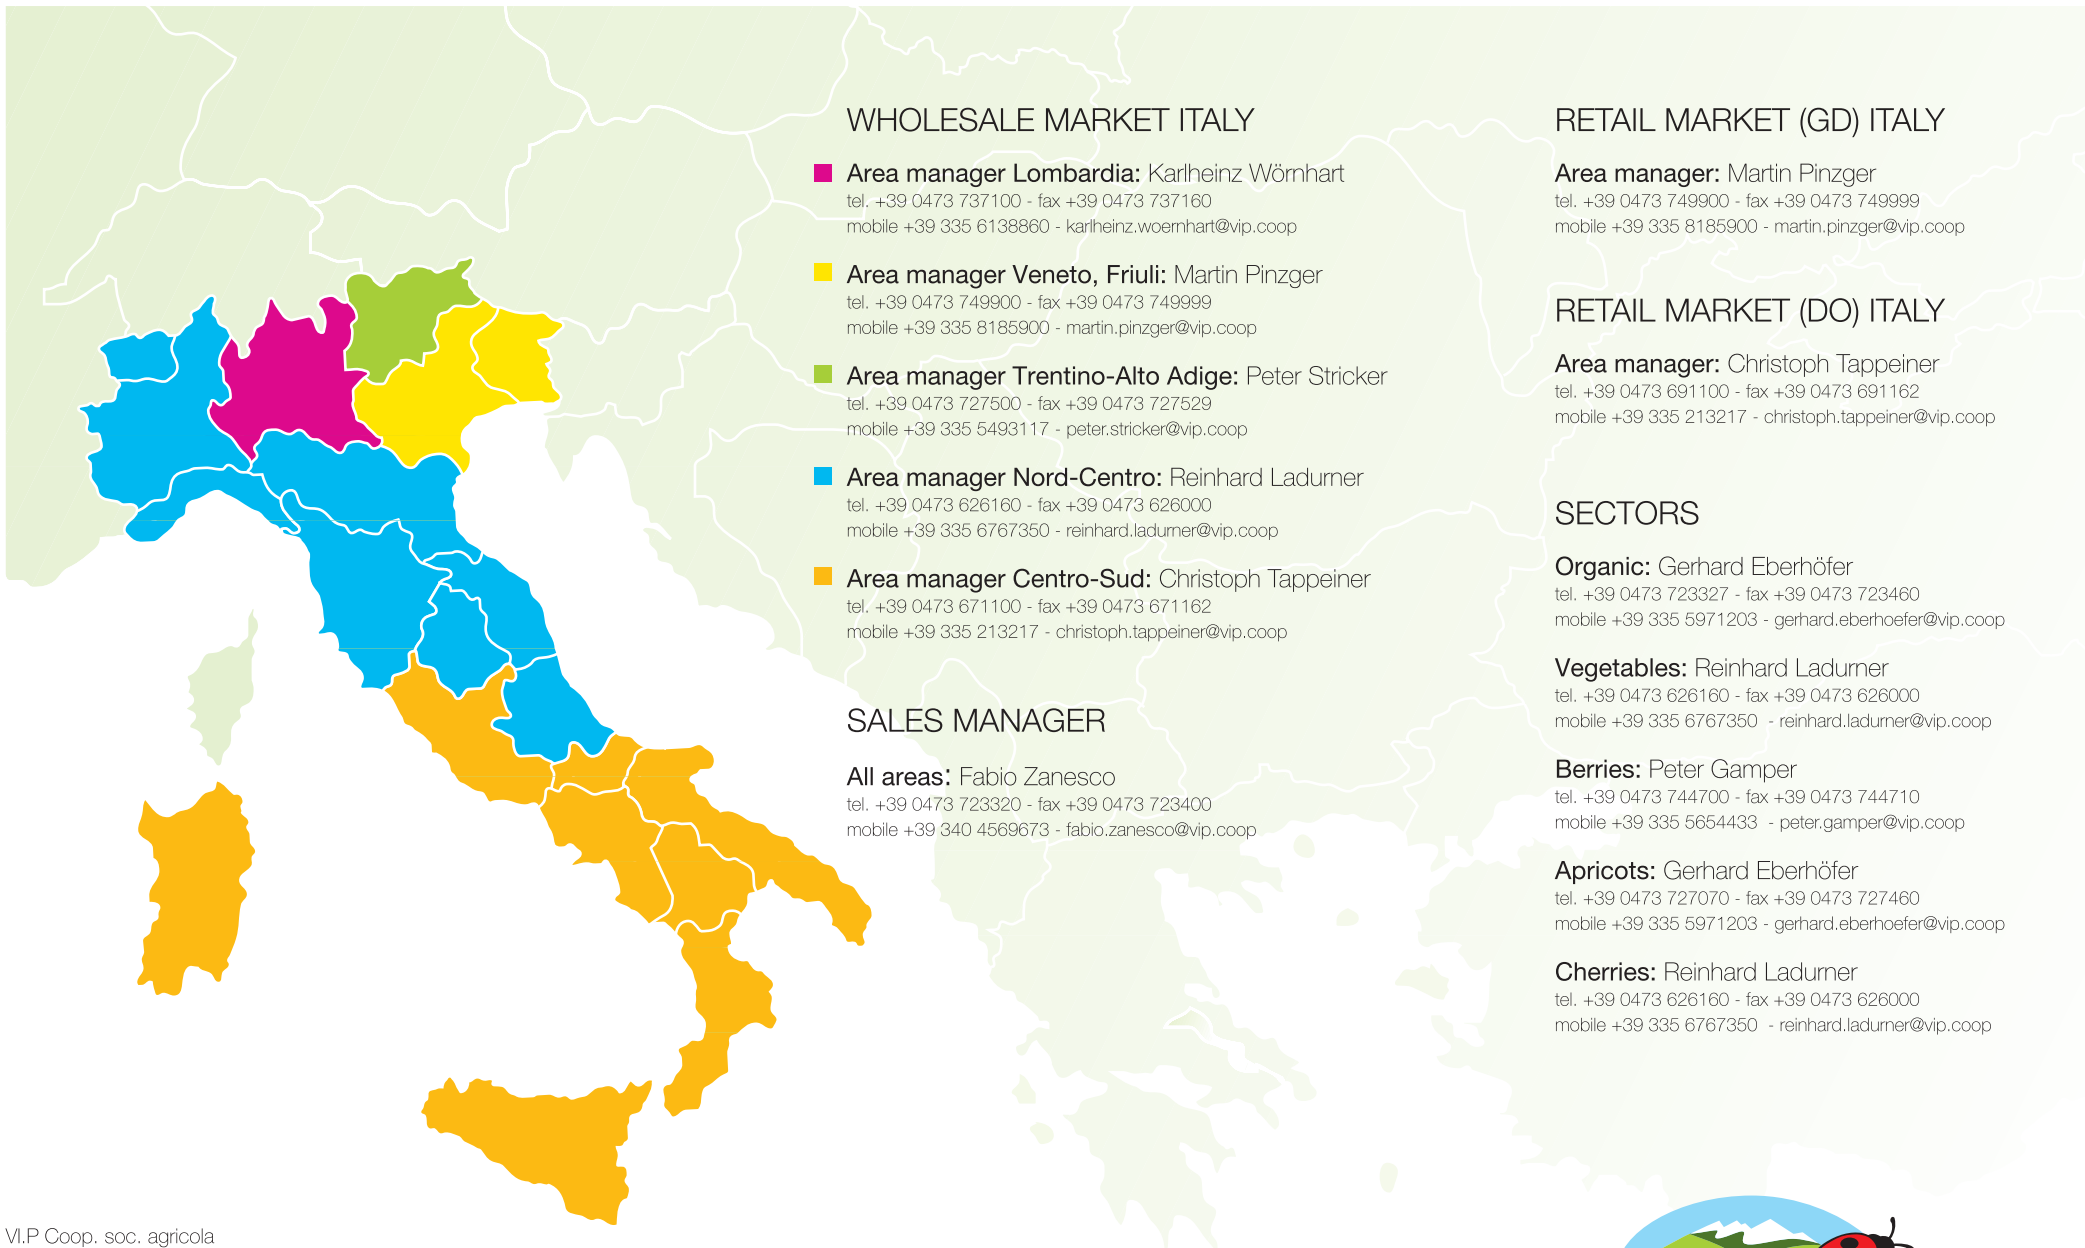 WHOLESALE MARKET ITALY
Area manager Lombardia: Karlheinz Wörnhart
tel. +39 0473 737100 - fax +39 0473 737160
mobile +39 335 6138860 - karlheinz.woernhart@vip.coop
Area manager Veneto, Friuli: Martin Pinzger
tel. +39 0473 749900 - fax +39 0473 749999
mobile +39 335 8185900 - martin.pinzger@vip.coop
Area manager Trentino-Alto Adige: Peter Stricker
tel. +39 0473 727500 - fax +39 0473 727529
mobile +39 335 5493117 - peter.stricker@vip.coop
Area manager Nord-Centro: Reinhard Ladurner
tel. +39 0473 626160 - fax +39 0473 626000
mobile +39 335 6767350 - reinhard.ladurner@vip.coop
Area manager Centro-Sud: Christoph Tappeiner
tel. +39 0473 671100 - fax +39 0473 671162
mobile +39 335 213217 - christoph.tappeiner@vip.coop
SALES MANAGER
All areas: Fabio Zanesco
tel. +39 0473 723320 - fax +39 0473 723400
mobile +39 340 4569673 - fabio.zanesco@vip.coop
RETAIL MARKET (GD) ITALY
Area manager: Martin Pinzger
tel. +39 0473 749900 - fax +39 0473 749999
mobile +39 335 8185900 - martin.pinzger@vip.coop
RETAIL MARKET (DO) ITALY
Area manager: Christoph Tappeiner
tel. +39 0473 691100 - fax +39 0473 691162
mobile +39 335 213217 - christoph.tappeiner@vip.coop
SECTORS
Organic: Gerhard Eberhöfer
tel. +39 0473 723327 - fax +39 0473 723460
mobile +39 335 5971203 - gerhard.eberhoefer@vip.coop
Vegetables: Reinhard Ladurner
tel. +39 0473 626160 - fax +39 0473 626000
mobile +39 335 6767350 - reinhard.ladurner@vip.coop
Berries: Peter Gamper
tel. +39 0473 744700 - fax +39 0473 744710
mobile +39 335 5654433 - peter.gamper@vip.coop
Apricots: Gerhard Eberhöfer
tel. +39 0473 727070 - fax +39 0473 727460
mobile +39 335 5971203 - gerhard.eberhoefer@vip.coop
Cherries: Reinhard Ladurner
tel. +39 0473 626160 - fax +39 0473 626000
mobile +39 335 6767350 - reinhard.ladurner@vip.coop
VI.P Coop. soc. agricola